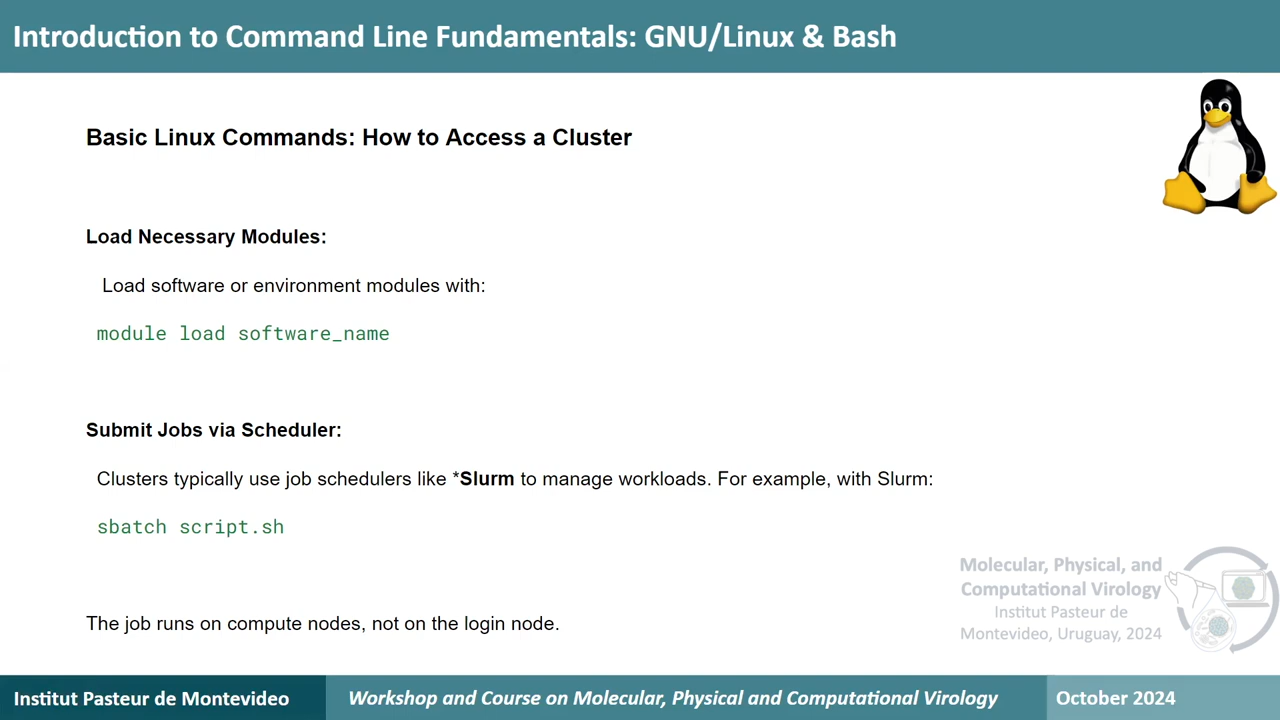 Introduction to Command Line Fundamentals: GNU/Linux & Bash
Basic Linux Commands: How to Access a Cluster
Load Necessary Modules:
Load software or environment modules with:
module load software_name
Submit Jobs via Scheduler:
Clusters typically use job schedulers like *Slurm to manage workloads. For example, with Slurm:
sbatch script.sh
The job runs on compute nodes, not on the login node.
Molecular, Physical, and
Computational Virology
Institut Pasteur de
Montevideo, Uruguay, 2024
Institut Pasteur de Montevideo
Workshop and Course on Molecular, Physical and Computational Virology
October 2024